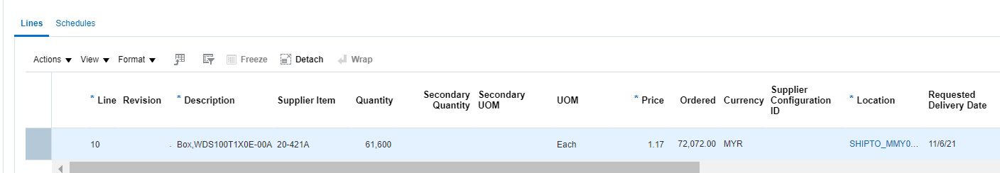 Lines Schedules
Actions View Format Freeze Detach Wrap
* Line Revision * Description Supplier Item Quantity Secondary Quantity Secondary UOM UOM * Price Ordered Currency Supplier Configuration ID * Location Requested Delivery Date
10 Box,WDS100T1X0E-00A 20-421A 61,600 Each 1.17 72,072.00 MYR SHIPTO_MMY0... 11/6/21